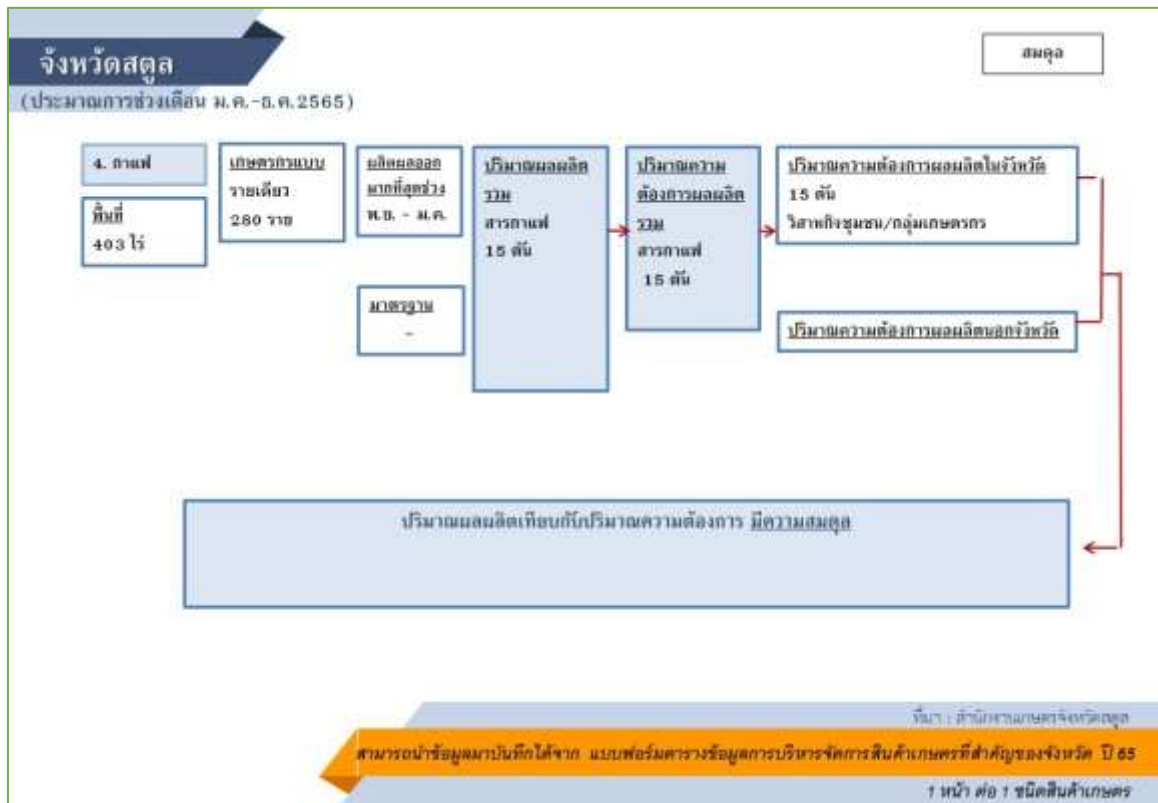 จังหวัดสตูล
สมดุล
(ประมาณการช่วงเดือน ม.ค.-ธ.ค.2565)
4. กาแฟ
พื้นที่
403 ไร่
เกษตรกรแบบ
รายเดียว
280 ราย
ผลิตผลออก
มากที่สุดช่วง
พ.ย. - ม.ค.
มาตรฐาน
-
ปริมาณผลผลิต
รวม
สารกาแฟ
15 ตัน
ปริมาณความ
ต้องการผลผลิต
รวม
สารกาแฟ
15 ตัน
ปริมาณความต้องการผลผลิตในจังหวัด
15 ตัน
วิสาหกิจชุมชน/กลุ่มเกษตรกร
ปริมาณความต้องการผลผลิตนอกจังหวัด
ปริมาณผลผลิตเทียบกับปริมาณความต้องการ มีความสมดุล
ที่มา : สำนักงานเกษตรจังหวัดสตูล
สามารถนำข้อมูลมาบันทึกได้จาก แบบฟอร์มตารางข้อมูลการบริหารจัดการสินค้าเกษตรที่สำคัญของจังหวัด ปี 65
1 หน้า ต่อ 1 ชนิดสินค้าเกษตร